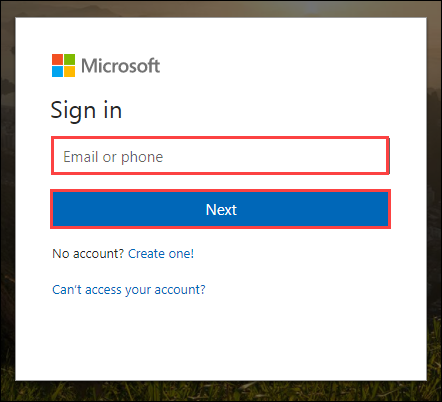 Microsoft
Sign in
Email or phone
Next
No account? Create one!
Can't access your account?